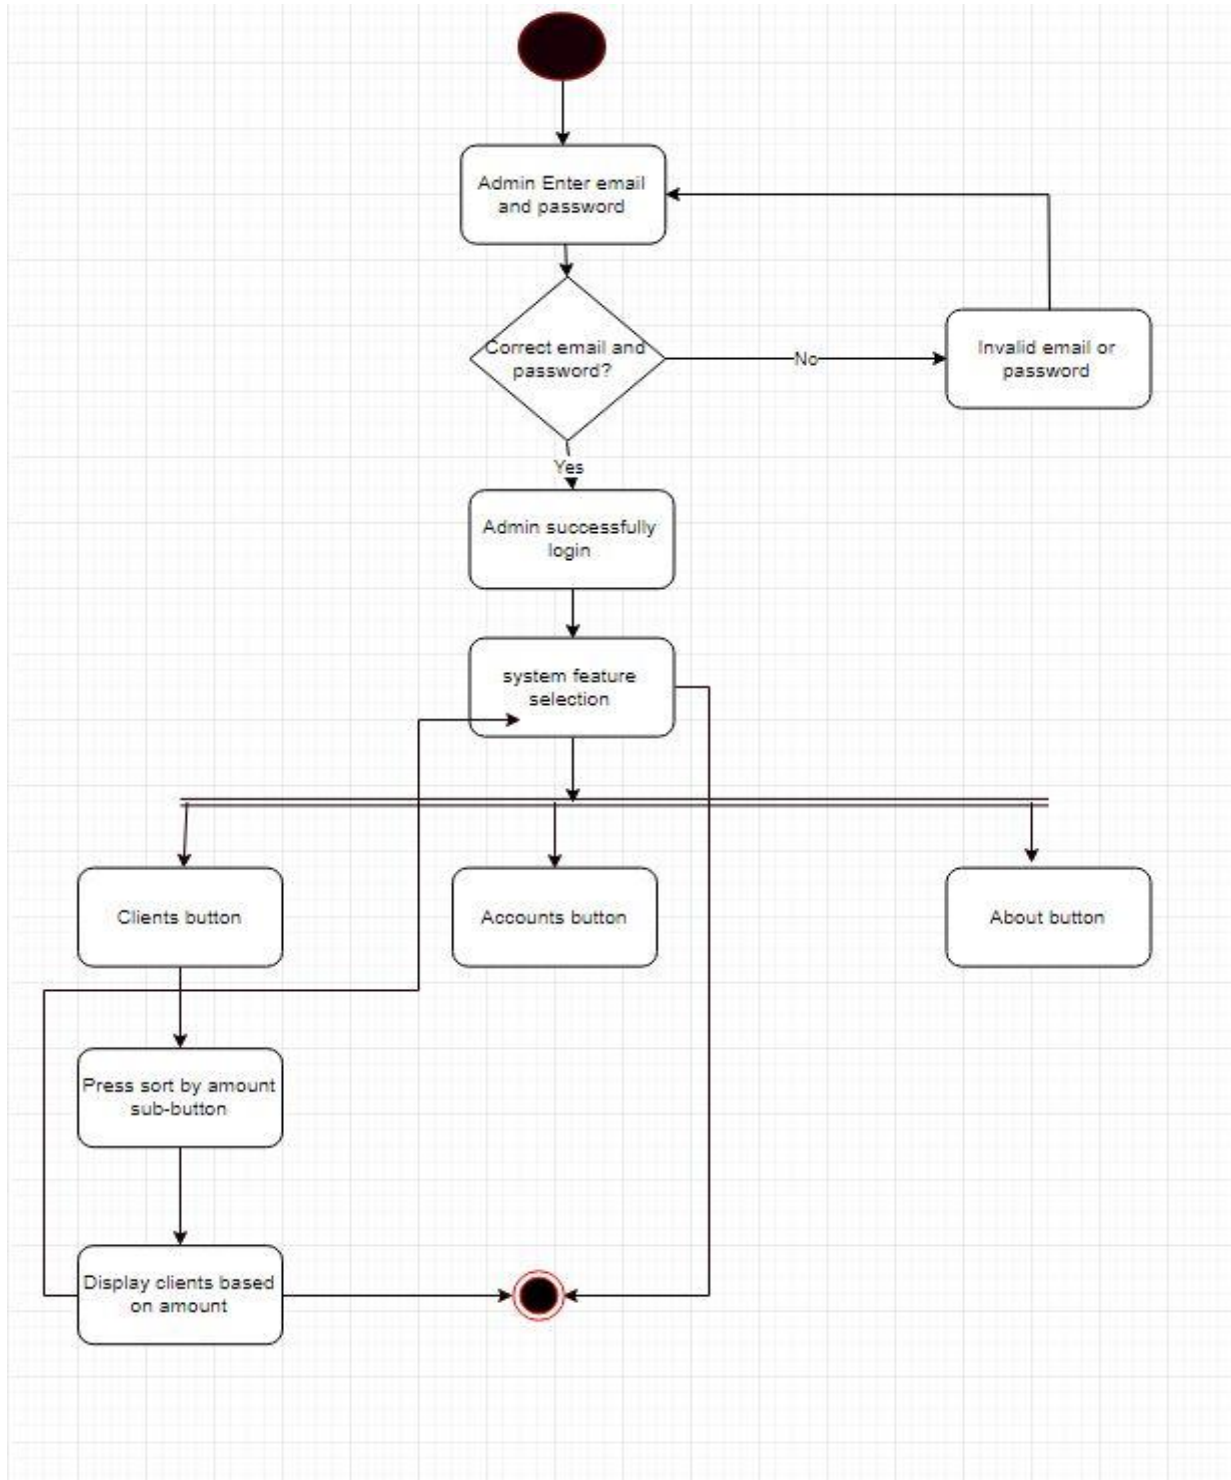 Admin Enter email
and password
Correct email and
password?
No
Invalid email or
password
Yes
Admin successfully
login
system feature
selection
Clients button
Accounts button
About button
Press sort by amount
sub-button
Display clients based
on amount